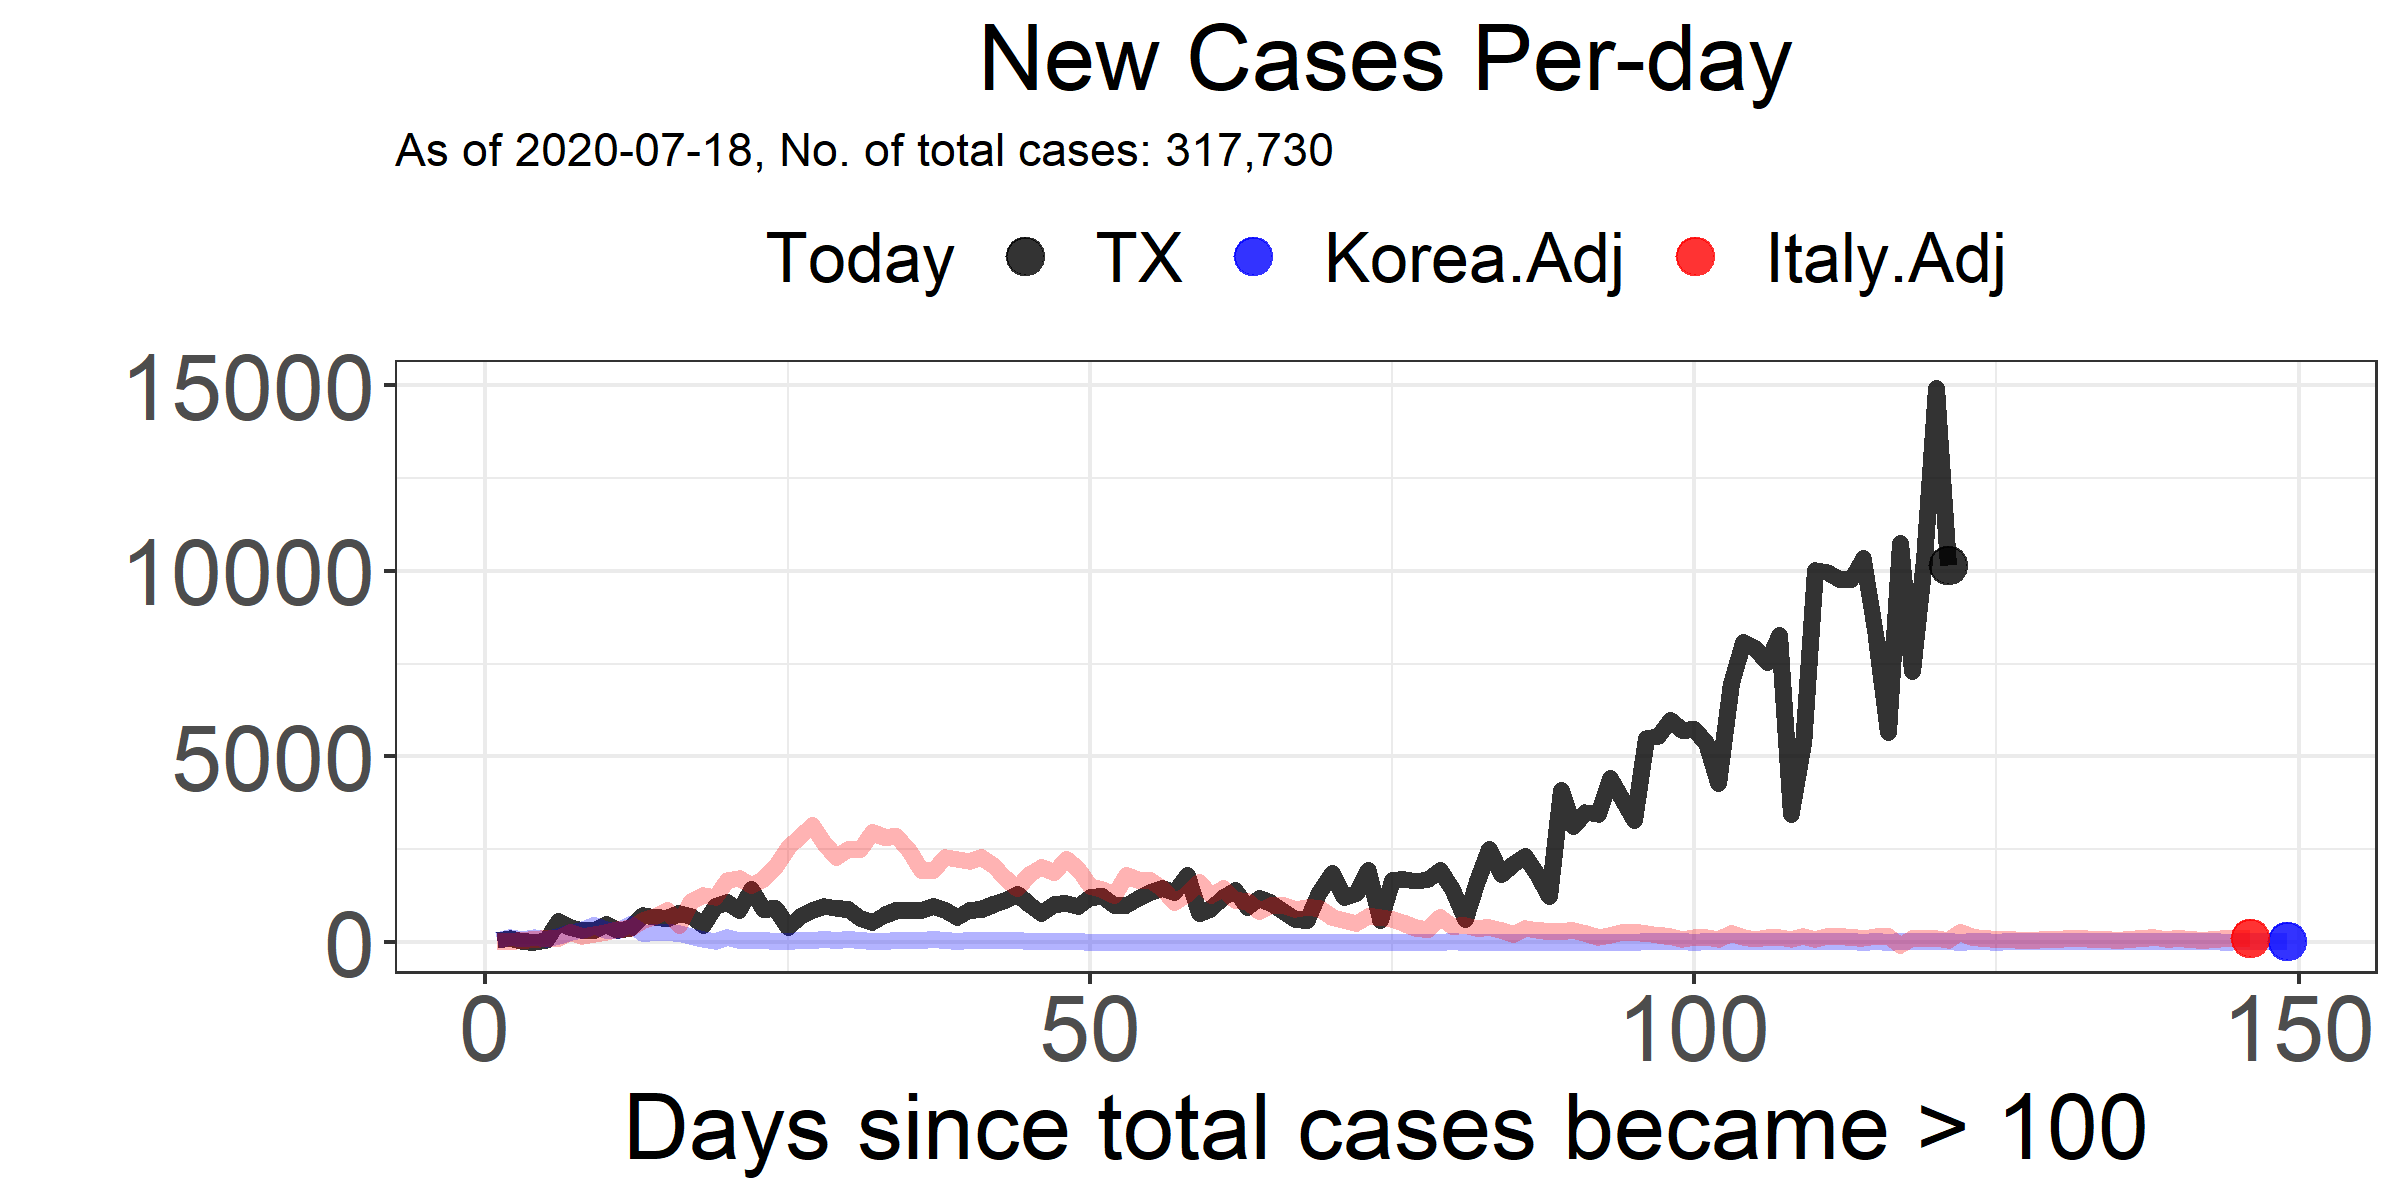 New Cases Per-day
As of 2020-07-18, No. of total cases: 317,730
Today TX Korea.Adj Italy.Adj
15000
10000
5000
0
0 50 100 150
Days since total cases became > 100